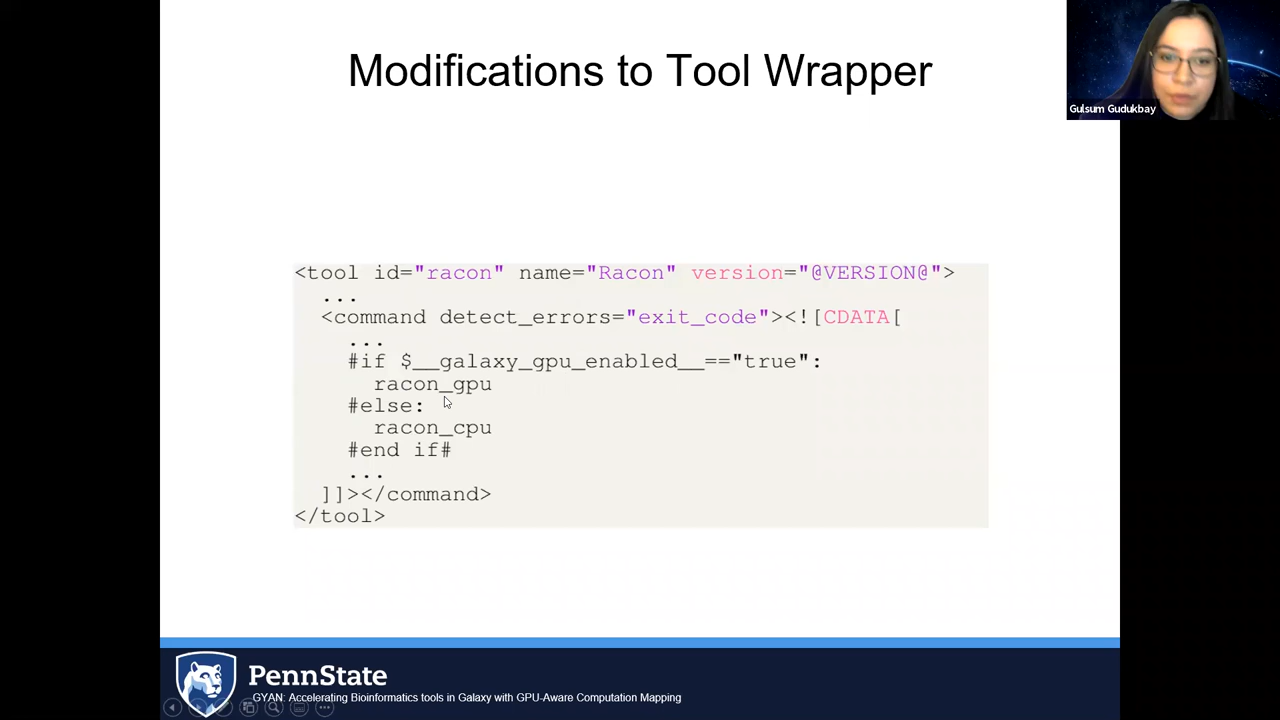 Modifications to Tool Wrapper
Gulsum Gudukbay
<tool id="racon" name="Racon" version="@VERSION@">
...
<command detect_errors="exit_code"><![CDATA[
...
#if $__galaxy_gpu_enabled__=="true":
racon_gpu
#else:
racon_cpu
#end if#
...
]]></command>
</tool>
PennState
GYAN: Accelerating Bioinformatics tools in Galaxy with GPU-Aware Computation Mapping